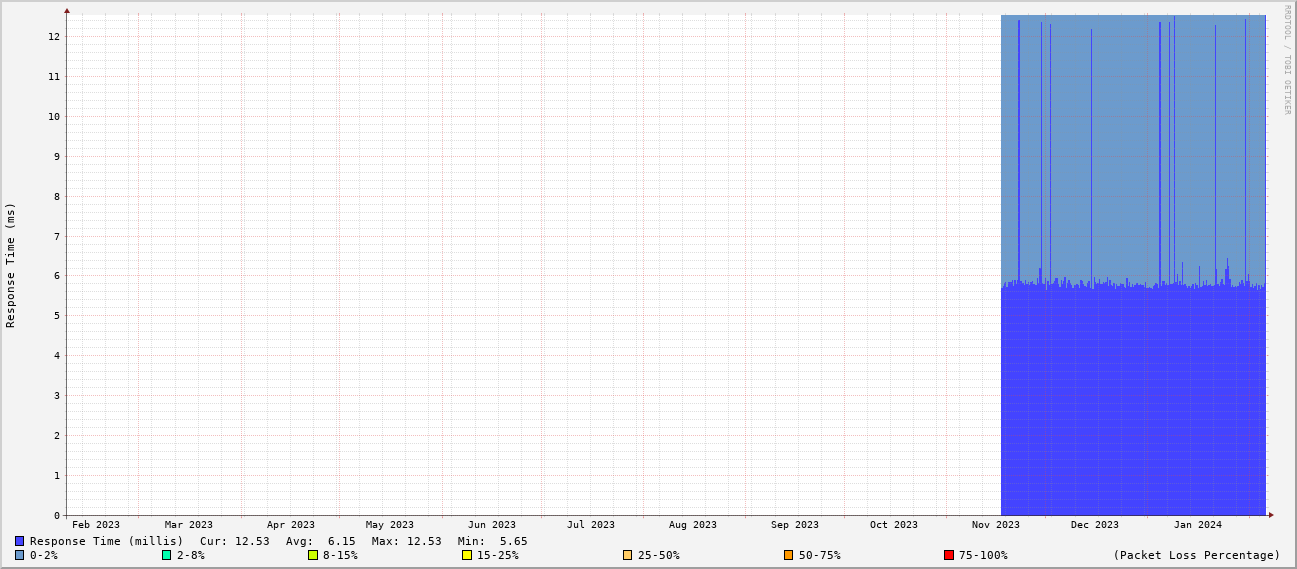 RRDTOOL / TOBI OETIKER
Response Time (ms)
12
11
10
9
8
7
6
5
4
3
2
1
0
Feb 2023 Mar 2023 Apr 2023 May 2023 Jun 2023 Jul 2023 Aug 2023 Sep 2023 Oct 2023 Nov 2023 Dec 2023 Jan 2024
Response Time (millis) Cur: 12.53 Avg: 6.15 Max: 12.53 Min: 5.65
0-2% 2-8% 8-15% 15-25% 25-50% 50-75% 75-100% (Packet Loss Percentage)